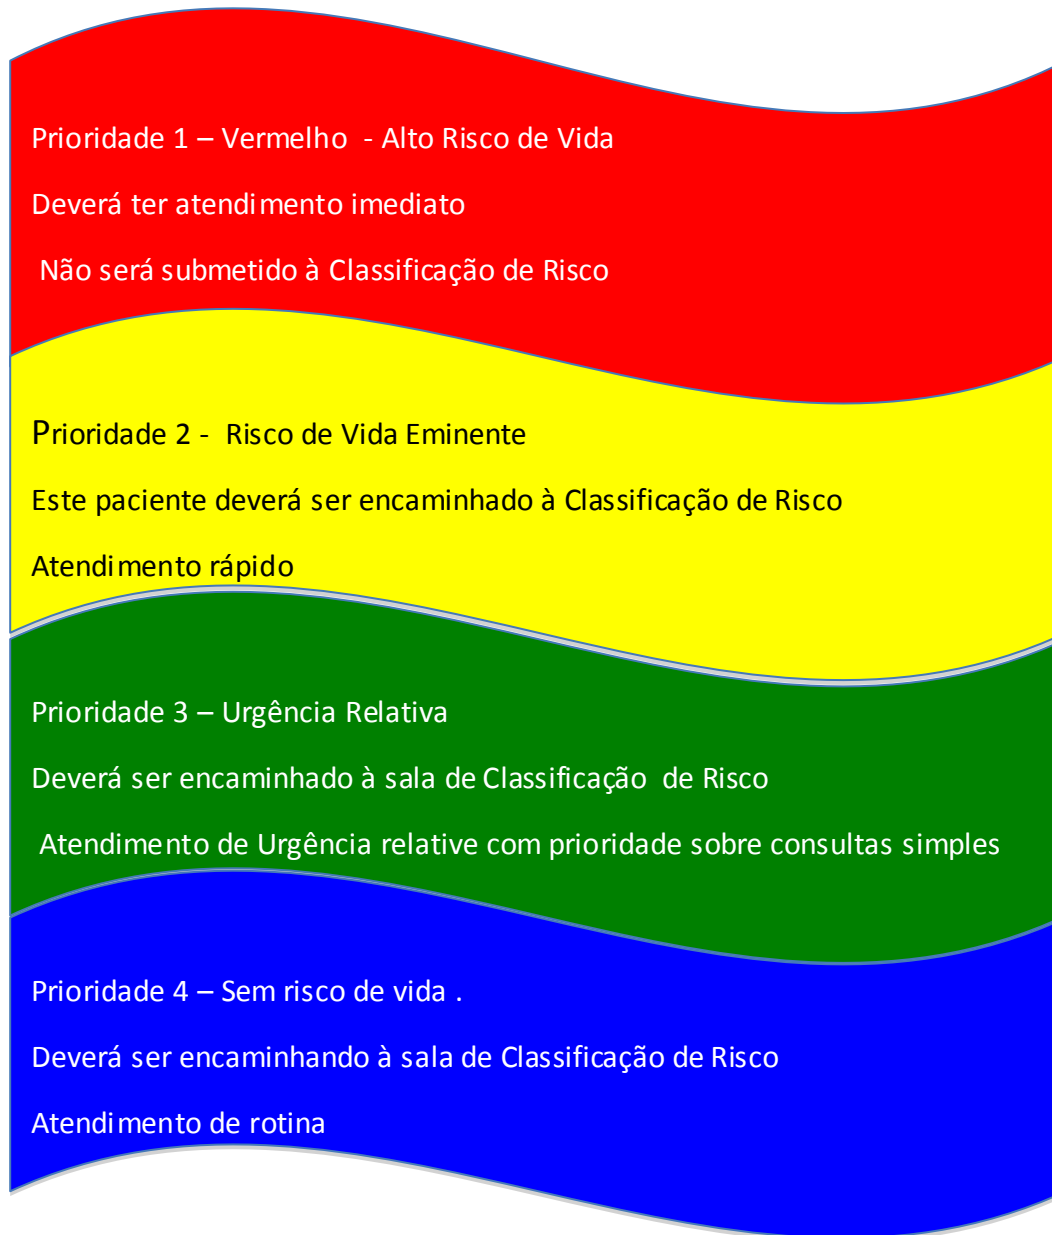 Prioridade 1 – Vermelho - Alto Risco de Vida
Deverá ter atendimento imediato
Não será submetido à Classificação de Risco
Prioridade 2 - Risco de Vida Eminente
Este paciente deverá ser encaminhado à Classificação de Risco
Atendimento rápido
Prioridade 3 – Urgência Relativa
Deverá ser encaminhado à sala de Classificação de Risco
Atendimento de Urgência relative com prioridade sobre consultas simples
Prioridade 4 – Sem risco de vida .
Deverá ser encaminhando à sala de Classificação de Risco
Atendimento de rotina